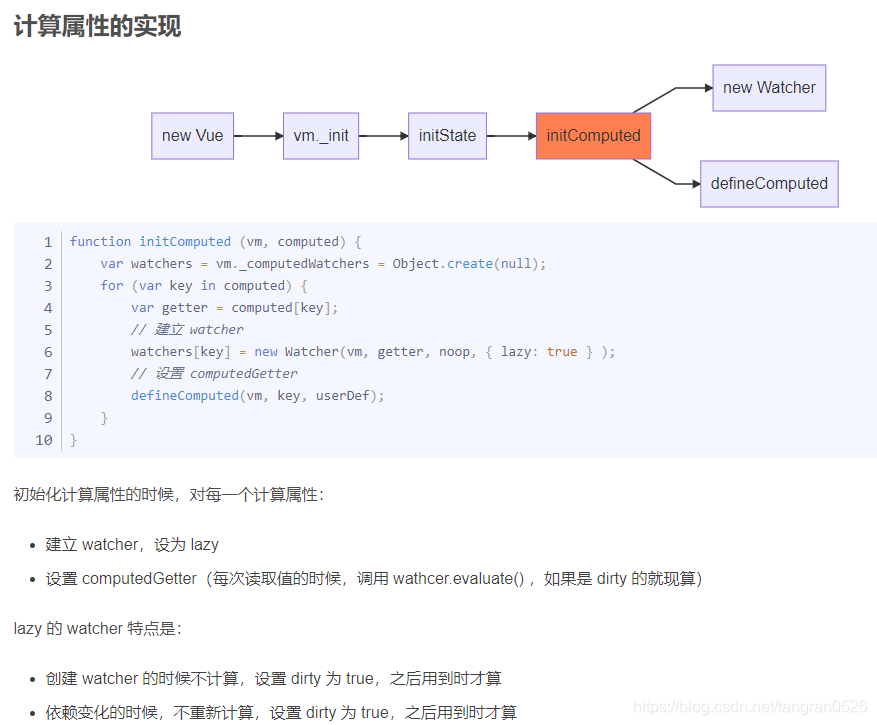 计算属性的实现
new Vue
vm._init
initState
initComputed
new Watcher
defineComputed
1 function initComputed (vm, computed) {
2 var watchers = vm._computedWatchers = Object.create(null);
3 for (var key in computed) {
4 var getter = computed[key];
5 // 建立 watcher
6 watchers[key] = new Watcher(vm, getter, noop, { lazy: true } );
7 // 设置 computedGetter
8 defineComputed(vm, key, userDef);
9 }
10 }
初始化计算属性的时候，对每一个计算属性：
• 建立 watcher，设为 lazy
• 设置 computedGetter（每次读取值的时候，调用 wathcer.evaluate() ，如果是 dirty 的就现算）
lazy 的 watcher 特点是：
• 创建 watcher 的时候不计算，设置 dirty 为 true，之后用到时才算
• 依赖变化的时候，不重新计算，设置 dirty 为 true，之后用到时才算
https://blog.csdn.net/tangran0526